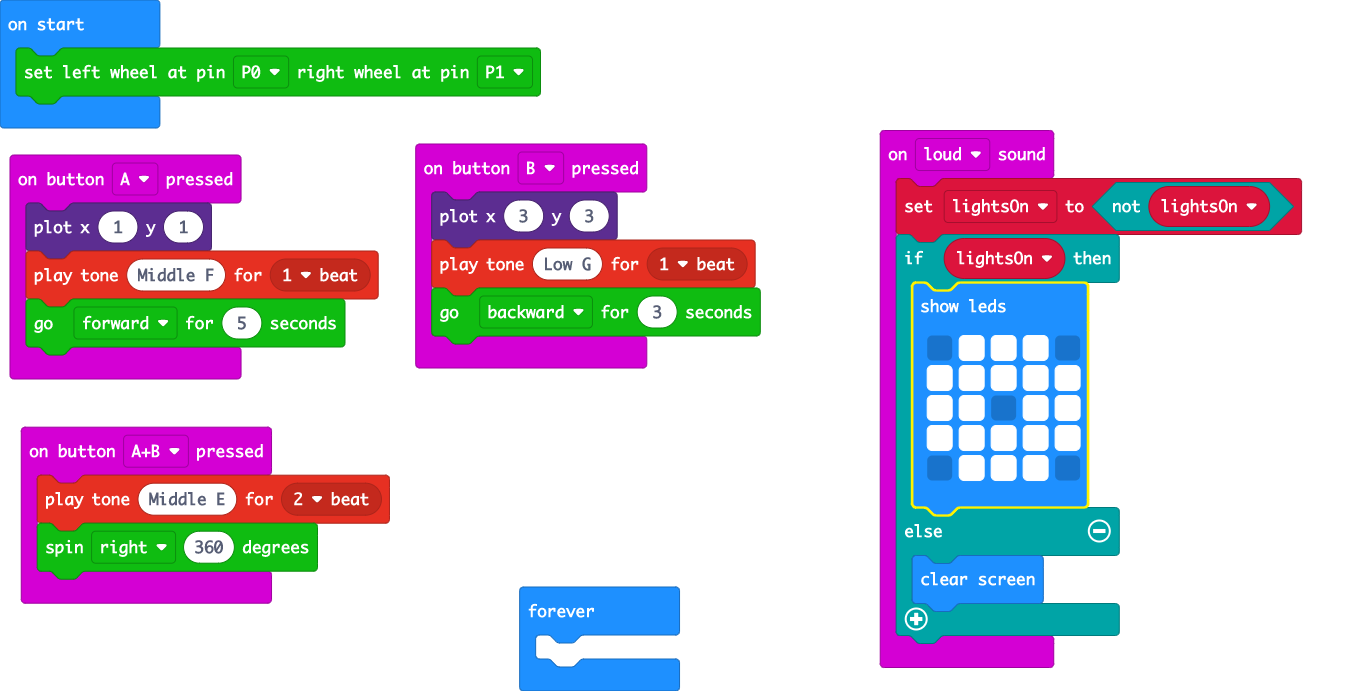 on start
set left wheel at pin P0 right wheel at pin P1
on button A pressed
plot x 1 y 1
play tone Middle F for 1 beat
go forward for 5 seconds
on button B pressed
plot x 3 y 3
play tone Low G for 1 beat
go backward for 3 seconds
on loud sound
set lightsOn to not lightsOn
if lightsOn then
show leds
else
clear screen
on button A+B pressed
play tone Middle E for 2 beat
spin right 360 degrees
forever